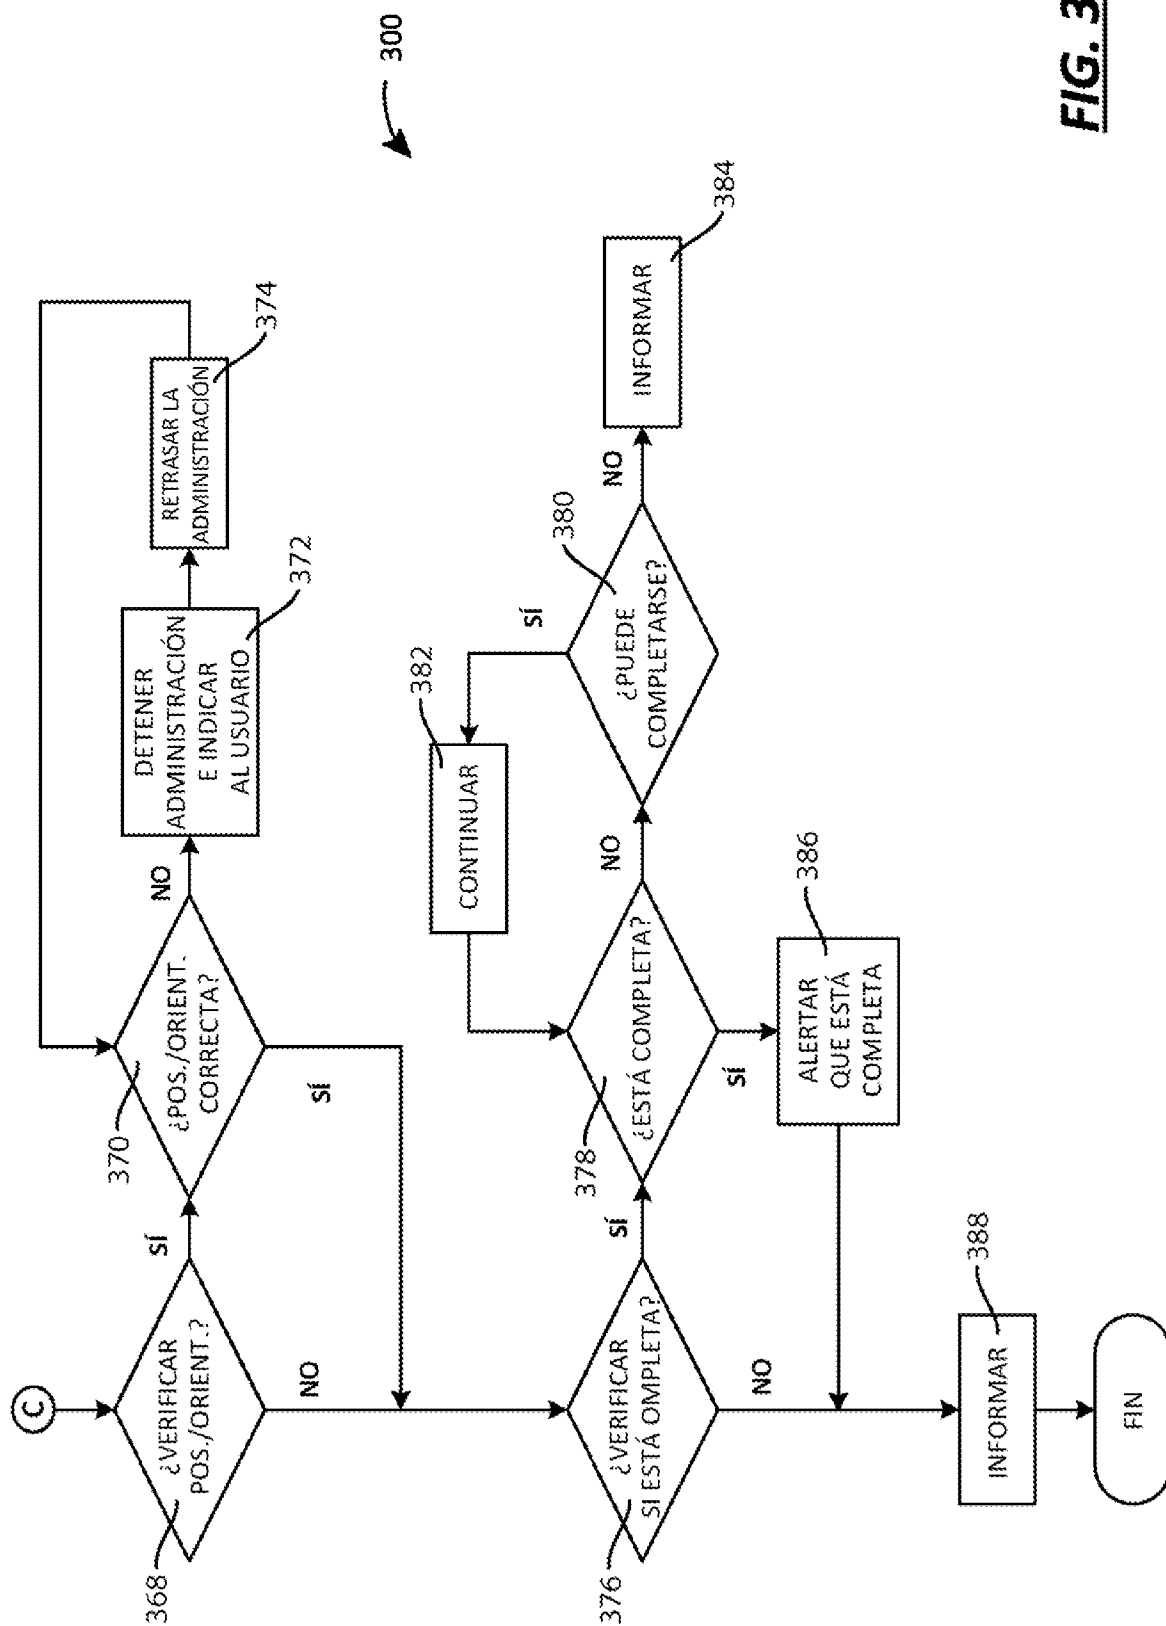 C
¿VERIFICAR
POS./ORIENT.?
368
SÍ
NO
¿POS./ORIENT.
CORRECTA?
370
NO
SÍ
DETENER
ADMINISTRACIÓN
E INDICAR
AL USUARIO
372
RETRASAR LA
ADMINISTRACIÓN
374
300
¿VERIFICAR
SI ESTÁ OMPLETA?
376
SÍ
NO
¿ESTÁ COMPLETA?
378
NO
SÍ
CONTINUAR
382
¿PUEDE
COMPLETARSE?
380
SÍ
NO
INFORMAR
384
ALERTAR
QUE ESTÁ
COMPLETA
386
INFORMAR
388
FIN
FIG. 3